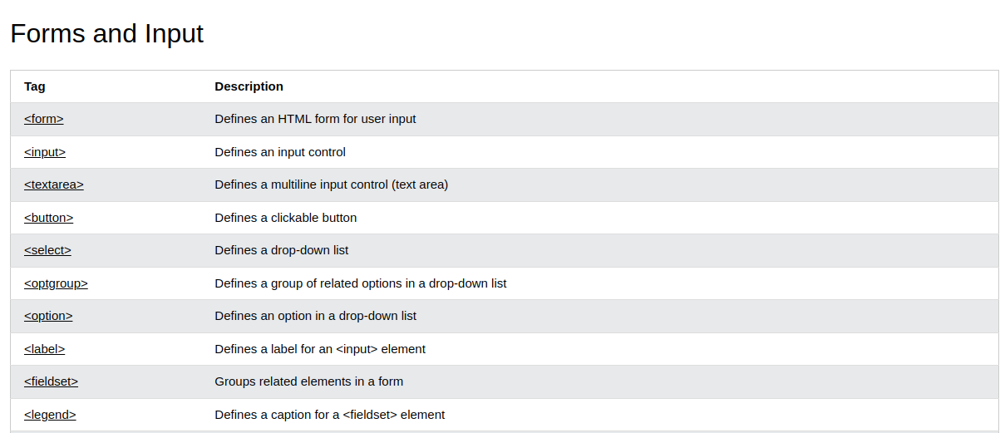 Forms and Input
Tag Description
<form> Defines an HTML form for user input
<input> Defines an input control
<textarea> Defines a multiline input control (text area)
<button> Defines a clickable button
<select> Defines a drop-down list
<optgroup> Defines a group of related options in a drop-down list
<option> Defines an option in a drop-down list
<label> Defines a label for an <input> element
<fieldset> Groups related elements in a form
<legend> Defines a caption for a <fieldset> element